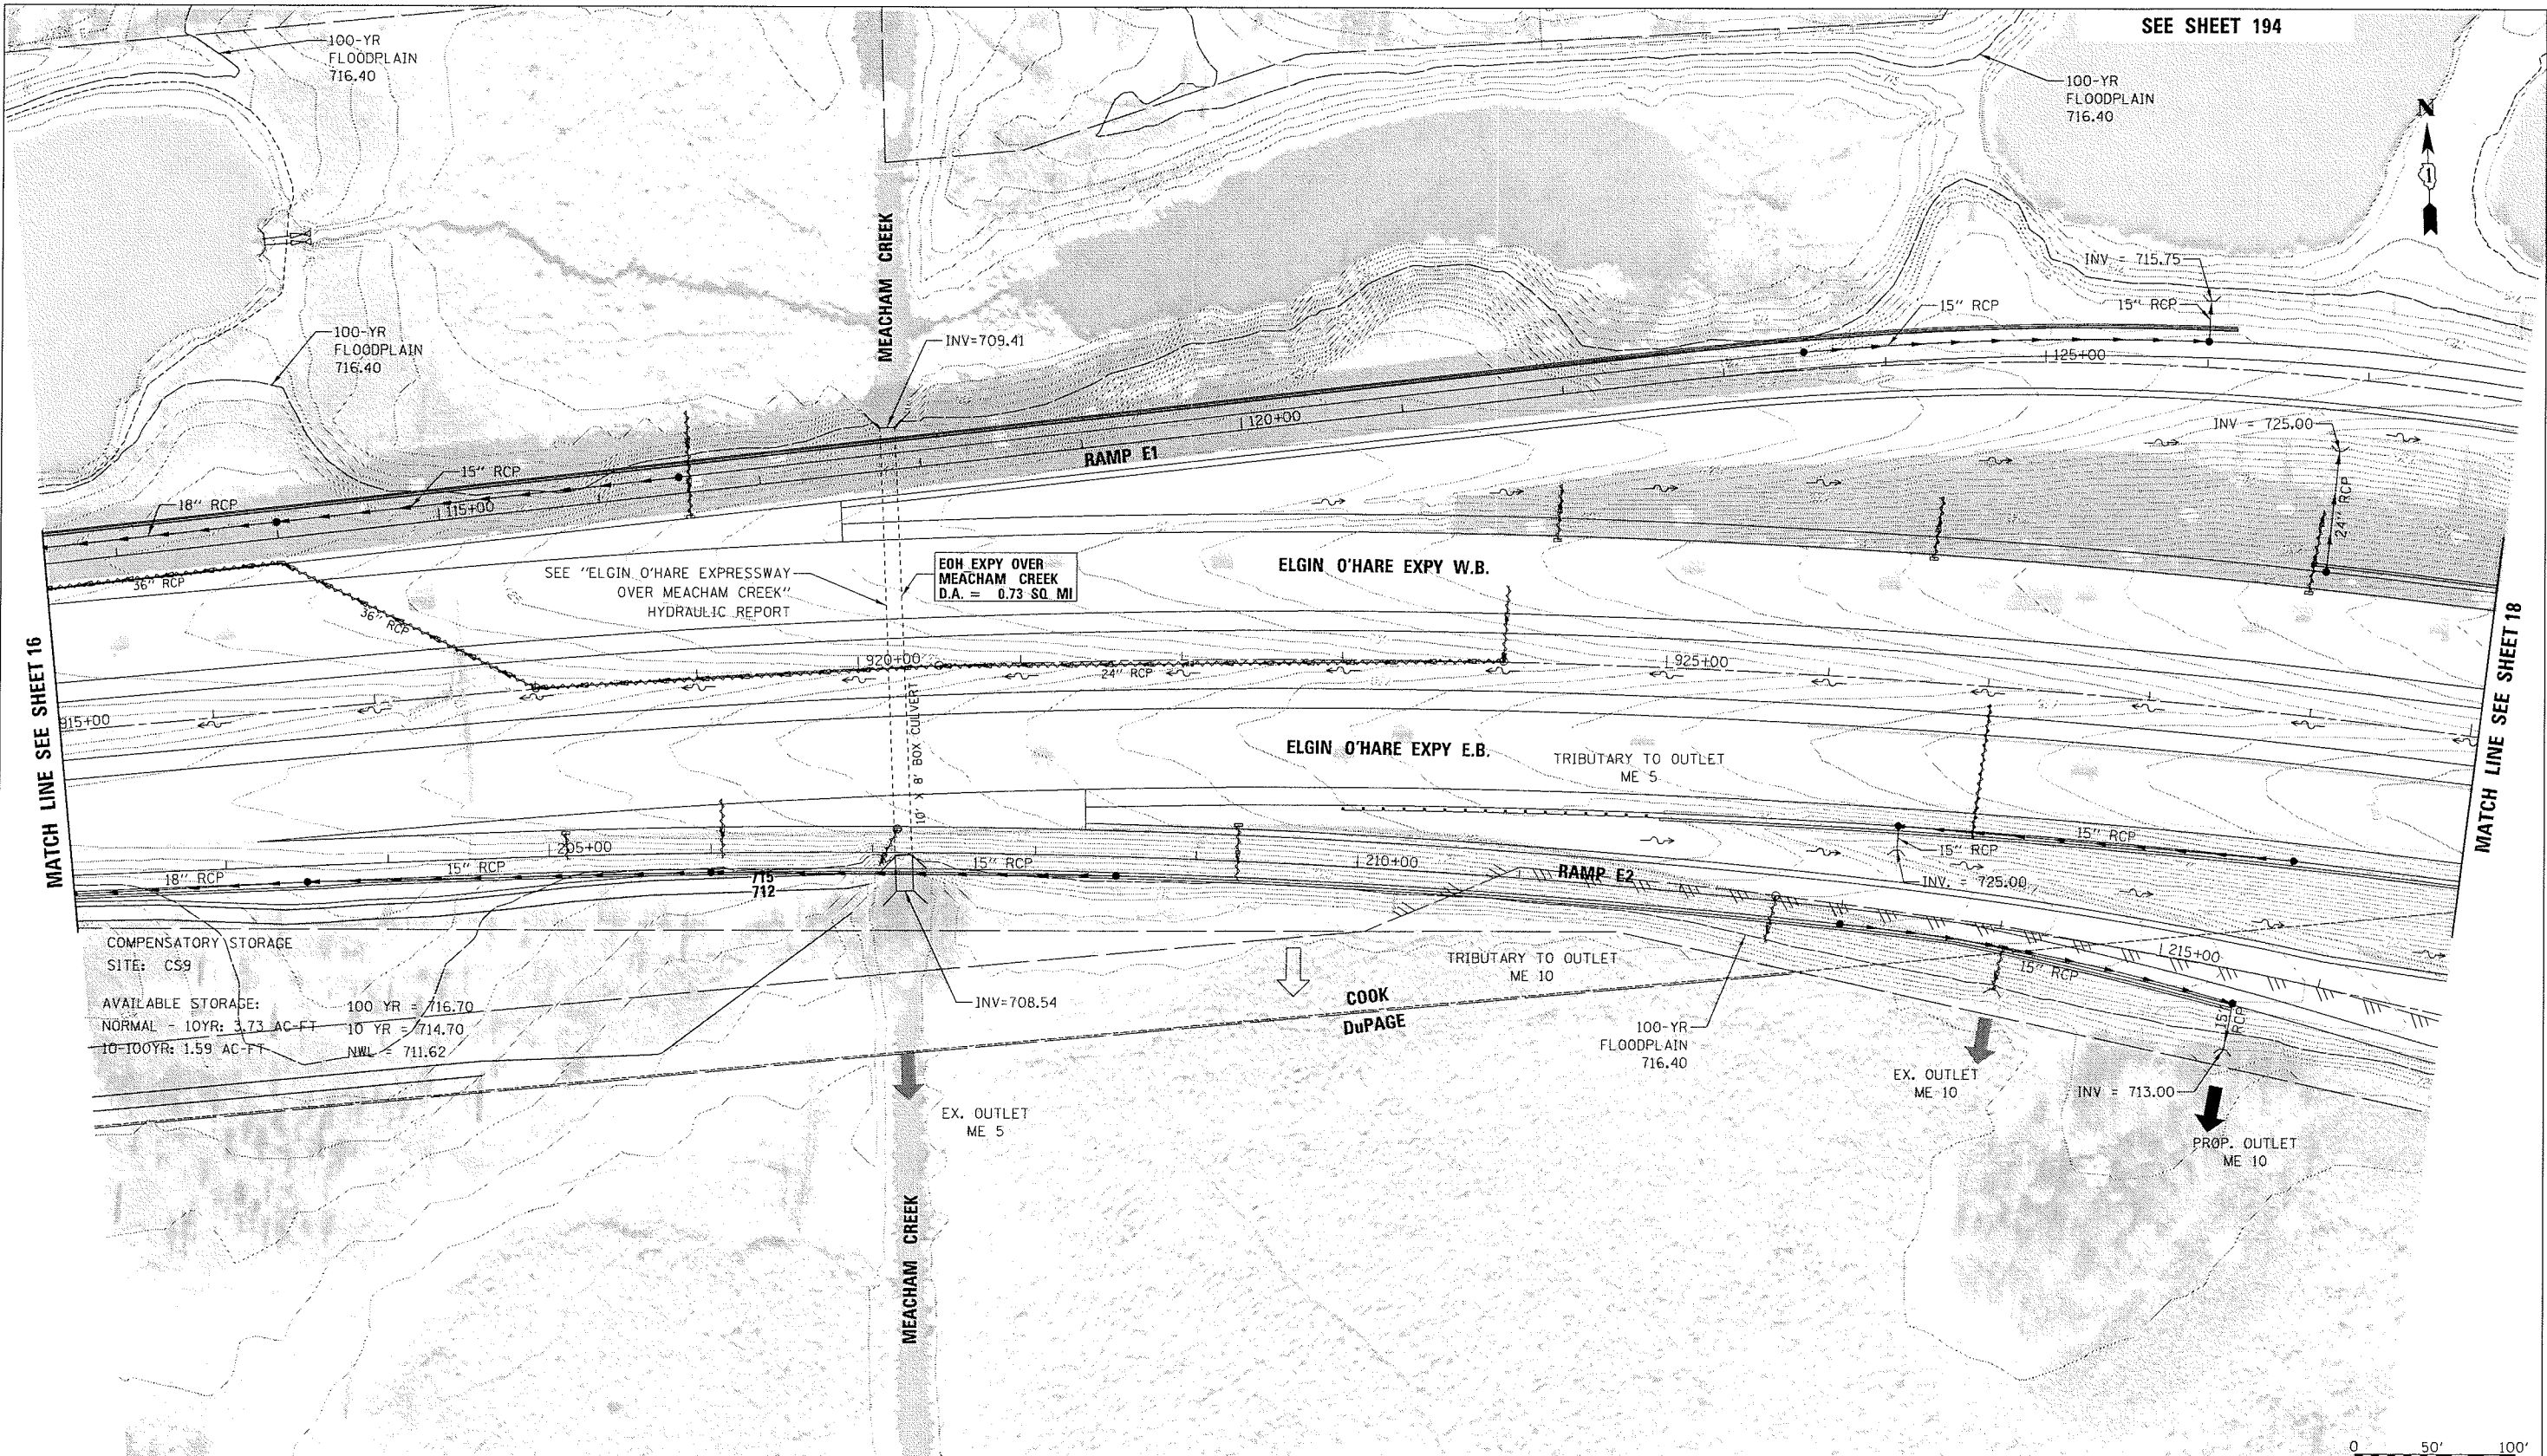 SEE SHEET 194
100-YR
FLOODPLAIN
716.40
100-YR
FLOODPLAIN
716.40
N
1
MEACHAM CREEK
INV = 715.75
15" RCP
15" RCP
100-YR
FLOODPLAIN
716.40
INV=709.41
125+00
120+00
RAMP E1
INV = 725.00
15" RCP
18" RCP
115+00
24" RCP
36" RCP
36" RCP
SEE "ELGIN O'HARE EXPRESSWAY
OVER MEACHAM CREEK"
HYDRAULIC REPORT
EOH EXPY OVER
MEACHAM CREEK
D.A. = 0.73 SQ MI
ELGIN O'HARE EXPY W.B.
MATCH LINE SEE SHEET 16
MATCH LINE SEE SHEET 18
920+00
925+00
24" RCP
915+00
10' X 8' BOX CULVERT
ELGIN O'HARE EXPY E.B.
TRIBUTARY TO OUTLET
ME 5
205+00
15" RCP
18" RCP
15" RCP
715
712
15" RCP
210+00
RAMP E2
15" RCP
INV. = 725.00
COMPENSATORY STORAGE
SITE: CS9
AVAILABLE STORAGE:
NORMAL - 10YR: 3.73 AC-FT
10-100YR: 1.59 AC-FT
100 YR = 716.70
10 YR = 714.70
NWL = 711.62
INV=708.54
TRIBUTARY TO OUTLET
ME 10
COOK
DuPAGE
215+00
15" RCP
15" RCP
100-YR
FLOODPLAIN
716.40
EX. OUTLET
ME 10
INV = 713.00
PROP. OUTLET
ME 10
EX. OUTLET
ME 5
MEACHAM CREEK
0 50' 100'